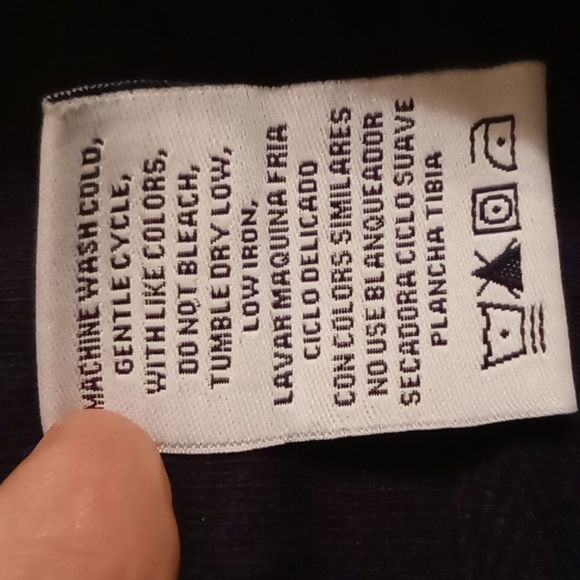 MACHINE WASH COLD,
GENTLE CYCLE,
WITH LIKE COLORS,
DO NOT BLEACH,
TUMBLE DRY LOW,
LOW IRON,
LAVAR MAQUINA FRIA
CICLO DELICADO
CON COLORS SIMILARES
NO USE BLANQUEADOR
SECADORA CICLO SUAVE
PLANCHA TIBIA